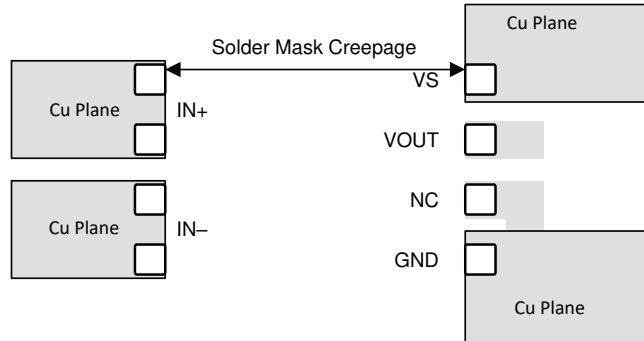 Cu Plane
Solder Mask Creepage
VS
Cu Plane
IN+
VOUT
NC
Cu Plane
IN–
GND
Cu Plane